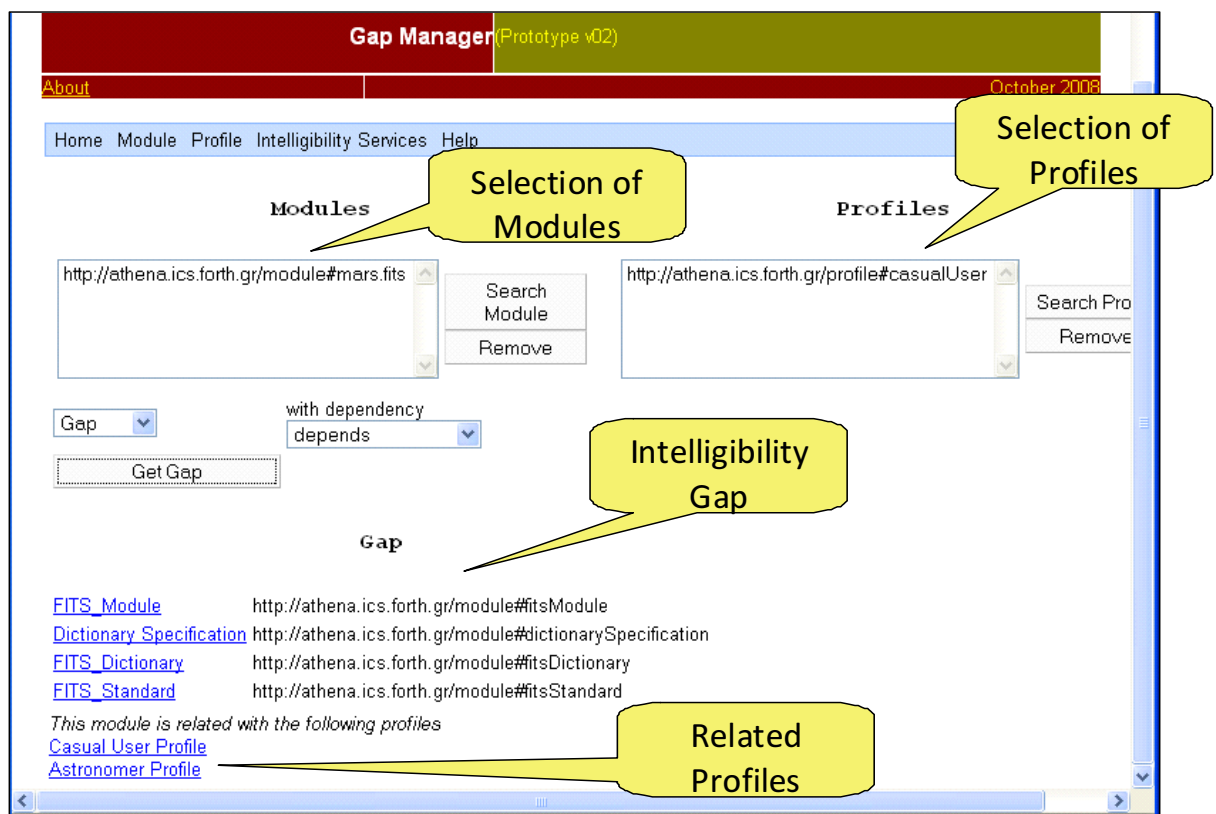 Gap Manager(Prototype v02)
About October 2008
Home Module Profile Intelligibility Services Help
Selection of
Profiles
Selection of
Modules
Modules
Profiles
http://athena.ics.forth.gr/module#mars.fits
Search
Module
Remove
http://athena.ics.forth.gr/profile#casualUser
Search Pro
Remove
Gap
with dependency
depends
Get Gap
Intelligibility
Gap
Gap
FITS_Module http://athena.ics.forth.gr/module#fitsModule
Dictionary Specification http://athena.ics.forth.gr/module#dictionarySpecification
FITS_Dictionary http://athena.ics.forth.gr/module#fitsDictionary
FITS_Standard http://athena.ics.forth.gr/module#fitsStandard
This module is related with the following profiles
Casual User Profile
Astronomer Profile
Related
Profiles